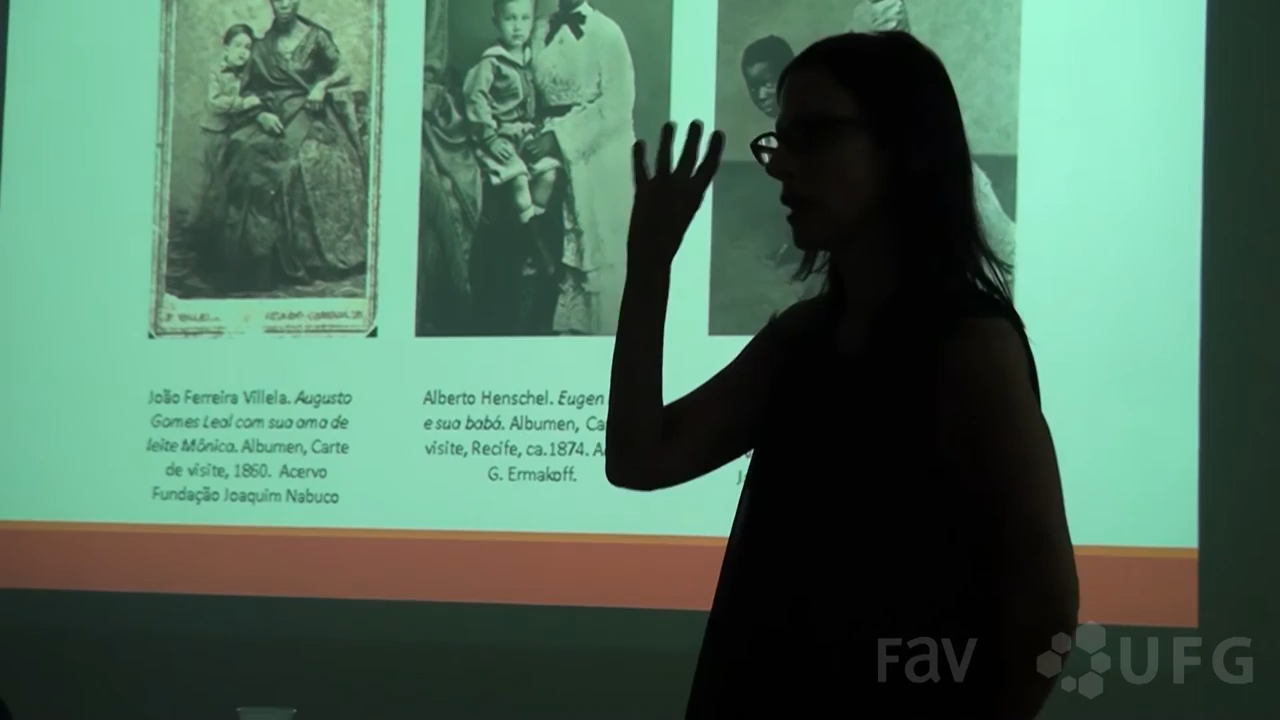 João Ferreira Villela. Augusto
Gomes Leal com sua ama de
leite Mônica. Albumen, Carte
de visite, 1860. Acervo
Fundação Joaquim Nabuco
Alberto Henschel. Eugen
e sua babá. Albumen, Ca
visite, Recife, ca.1874. A
G. Ermakoff.
FAV
UFG